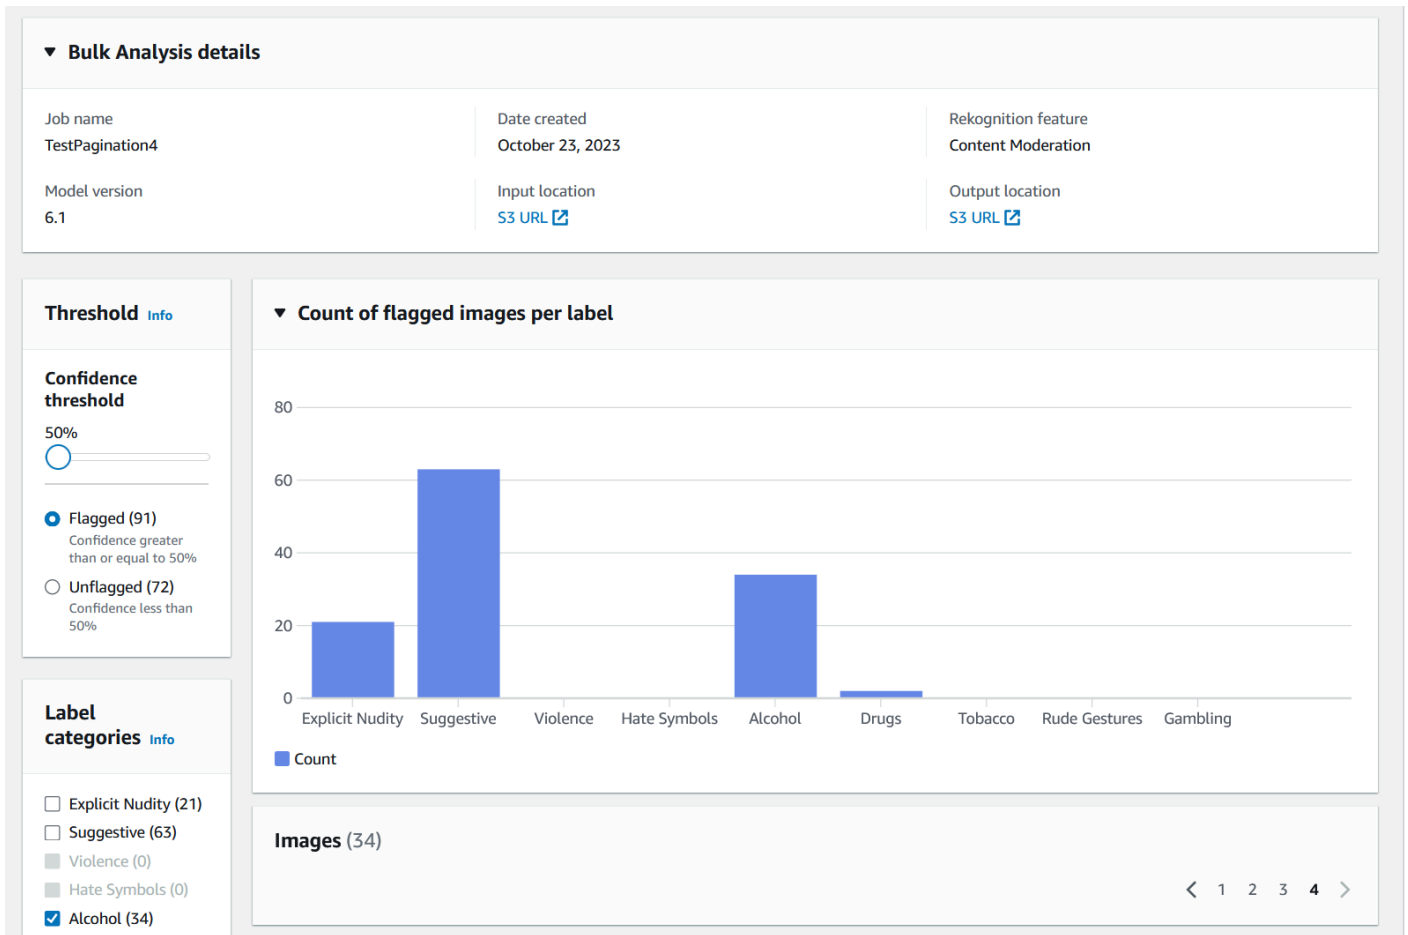 Bulk Analysis details
Job name
TestPagination4
Date created
October 23, 2023
Rekognition feature
Content Moderation
Model version
6.1
Input location
S3 URL
Output location
S3 URL
Threshold Info
Confidence
threshold
50%
Flagged (91)
Confidence greater
than or equal to 50%
Unflagged (72)
Confidence less than
50%
Label
categories Info
Explicit Nudity (21)
Suggestive (63)
Violence (0)
Hate Symbols (0)
Alcohol (34)
Count of flagged images per label
80
60
40
20
0
Explicit Nudity Suggestive Violence Hate Symbols Alcohol Drugs Tobacco Rude Gestures Gambling
Count
Images (34)
1 2 3 4